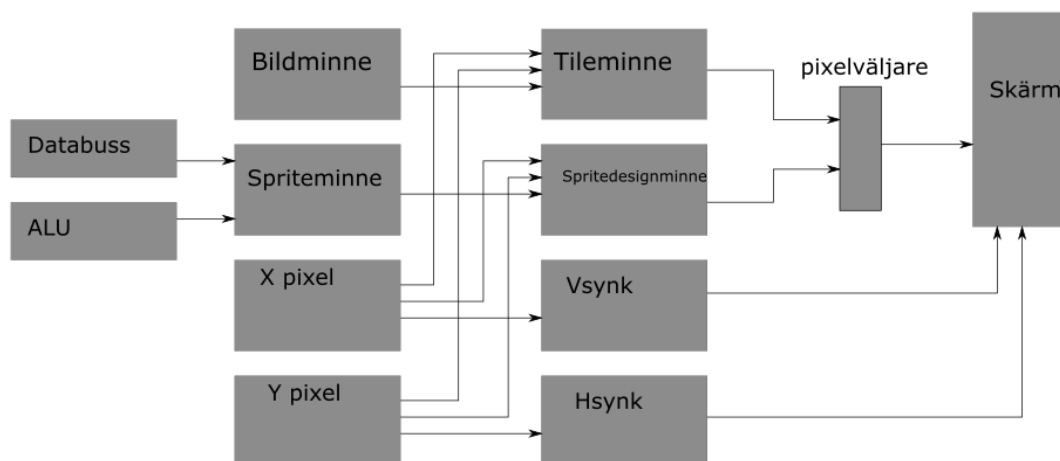 Bildminne
Tileminne
pixelväljare
Skärm
Databuss
Spriteminne
Spritedesignminne
ALU
X pixel
Vsynk
Y pixel
Hsynk